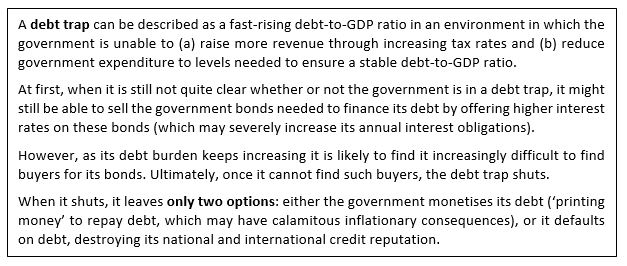 A debt trap can be described as a fast-rising debt-to-GDP ratio in an environment in which the
government is unable to (a) raise more revenue through increasing tax rates and (b) reduce
government expenditure to levels needed to ensure a stable debt-to-GDP ratio.
At first, when it is still not quite clear whether or not the government is in a debt trap, it might
still be able to sell the government bonds needed to finance its debt by offering higher interest
rates on these bonds (which may severely increase its annual interest obligations).
However, as its debt burden keeps increasing it is likely to find it increasingly difficult to find
buyers for its bonds. Ultimately, once it cannot find such buyers, the debt trap shuts.
When it shuts, it leaves only two options: either the government monetises its debt (‘printing
money’ to repay debt, which may have calamitous inflationary consequences), or it defaults
on debt, destroying its national and international credit reputation.